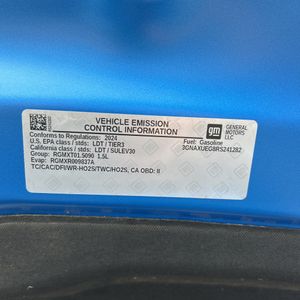 VEHICLE EMISSION
CONTROL INFORMATION
Conforms to Regulations: 2024
U.S. EPA class / stds: LDT / TIER3
California class / stds: LDT / SULEV30
Group: RGMXT01.5090 1.5L
Evap: RGMXR009837A
TC/CAC/DFI/WR-HO2S/TWC/HO2S, CA OBD: II
gm
GENERAL
MOTORS
LLC
Fuel: Gasoline
3GNAXUEG8RS241282